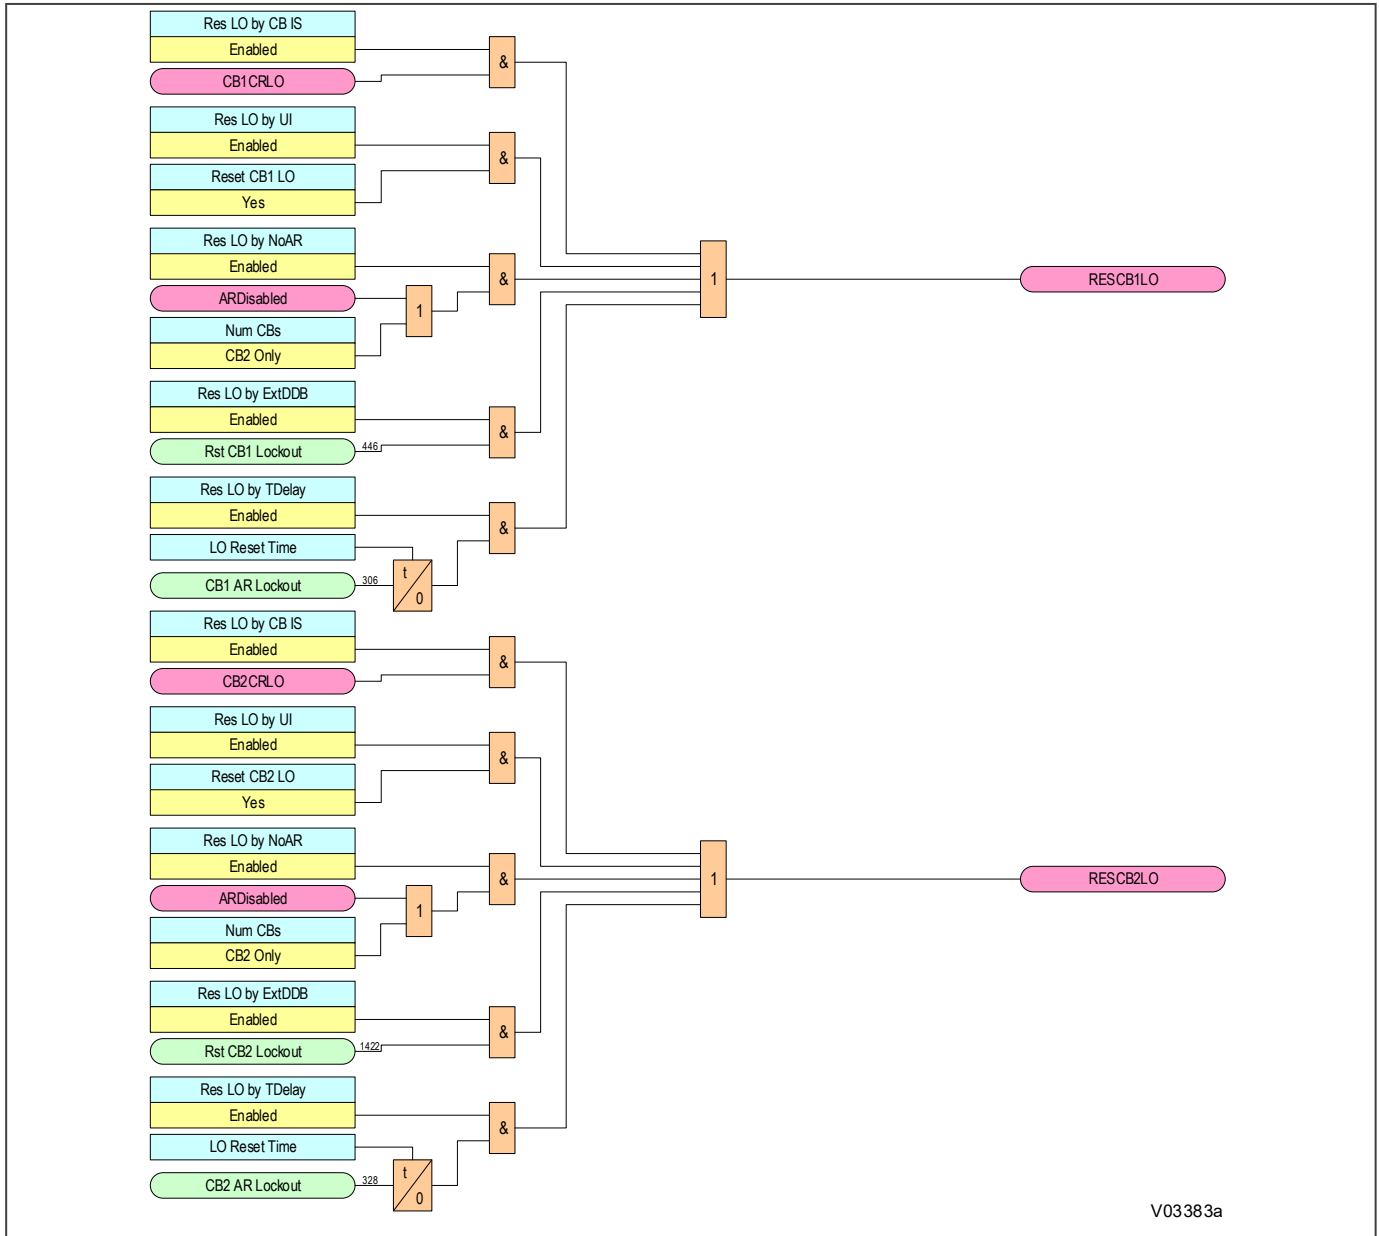 Res LO by CB IS
Enabled
&
CB1CRLO
Res LO by UI
Enabled
&
Reset CB1 LO
Yes
Res LO by NoAR
Enabled
&
1
RESCB1LO
ARDisabled
1
Num CBs
CB2 Only
Res LO by ExtDDB
Enabled
&
Rst CB1 Lockout
446
Res LO by TDelay
Enabled
&
LO Reset Time
t
0
CB1 AR Lockout
306
Res LO by CB IS
Enabled
&
CB2CRLO
Res LO by UI
Enabled
&
Reset CB2 LO
Yes
Res LO by NoAR
Enabled
&
1
RESCB2LO
ARDisabled
1
Num CBs
CB2 Only
Res LO by ExtDDB
Enabled
&
Rst CB2 Lockout
1422
Res LO by TDelay
Enabled
&
LO Reset Time
t
0
CB2 AR Lockout
328
V03383a